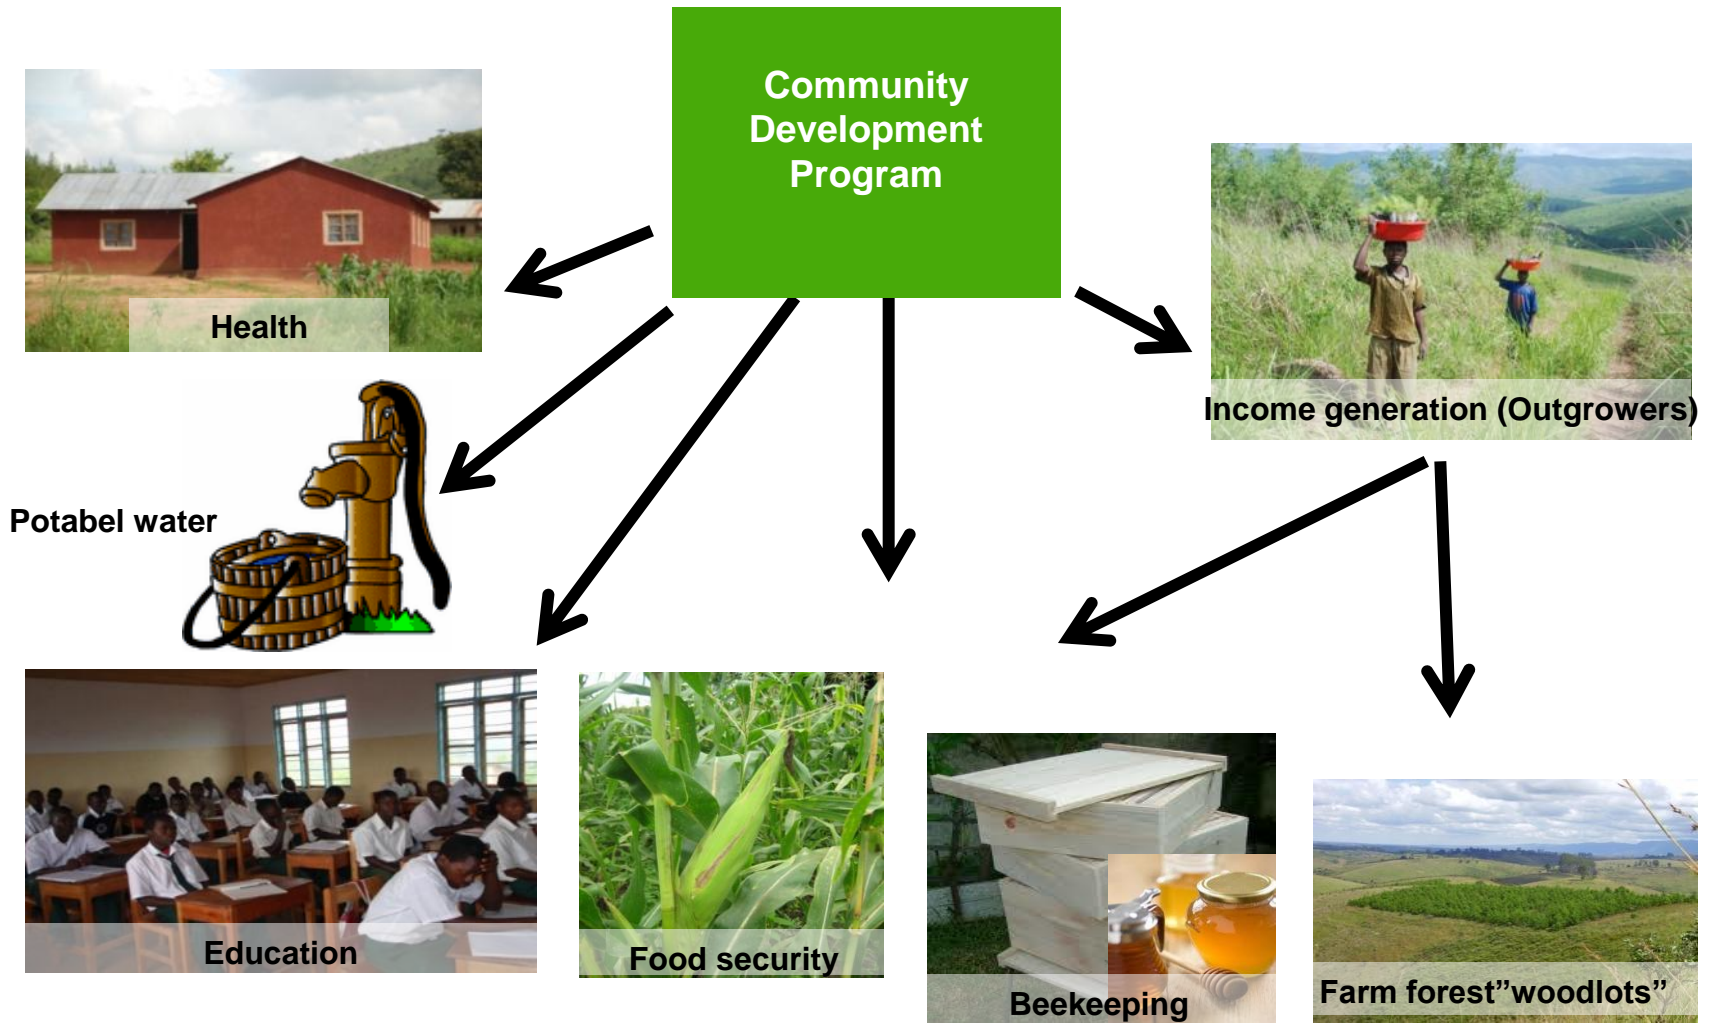 Community
Development
Program
Health
Income generation (Outgrowers)
Potabel water
Education
Food security
Beekeeping
Farm forest”woodlots”